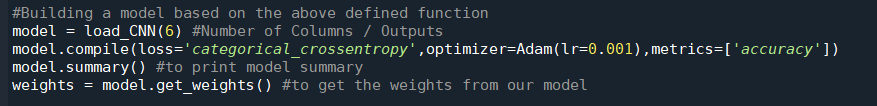 #Building a model based on the above defined function
model = load_CNN(6) #Number of Columns / Outputs
model.compile(loss='categorical_crossentropy',optimizer=Adam(lr=0.001),metrics=['accuracy'])
model.summary() #to print model summary
weights = model.get_weights() #to get the weights from our model